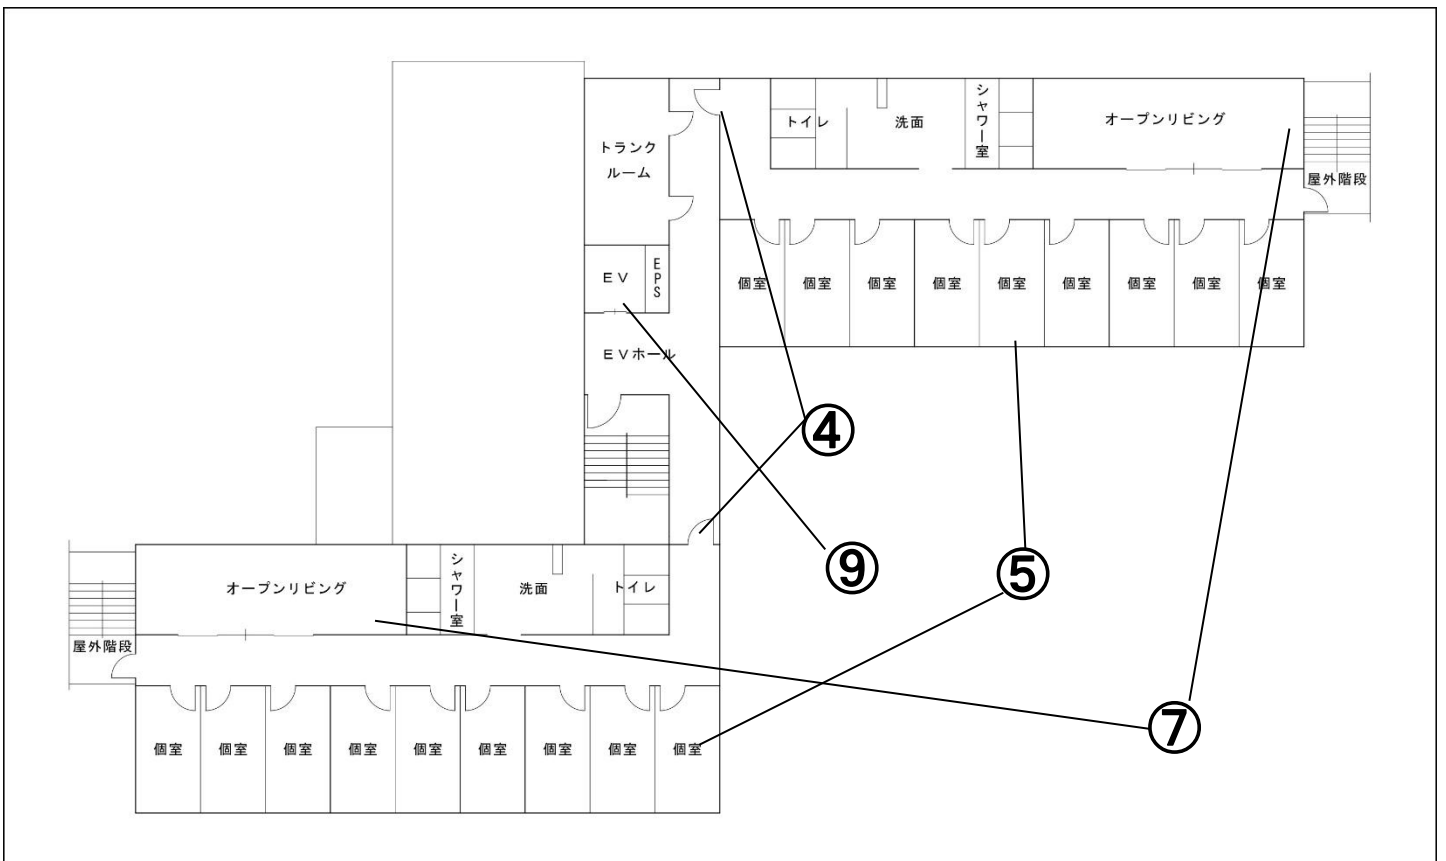 トランク
ルーム
トイレ
洗面
シャワー室
オープンリビング
屋外階段
EV
EPS
個室
個室
個室
個室
個室
個室
個室
個室
個室
EVホール
④
⑨
⑤
オープンリビング
シャワー室
洗面
トイレ
屋外階段
⑦
個室
個室
個室
個室
個室
個室
個室
個室
個室